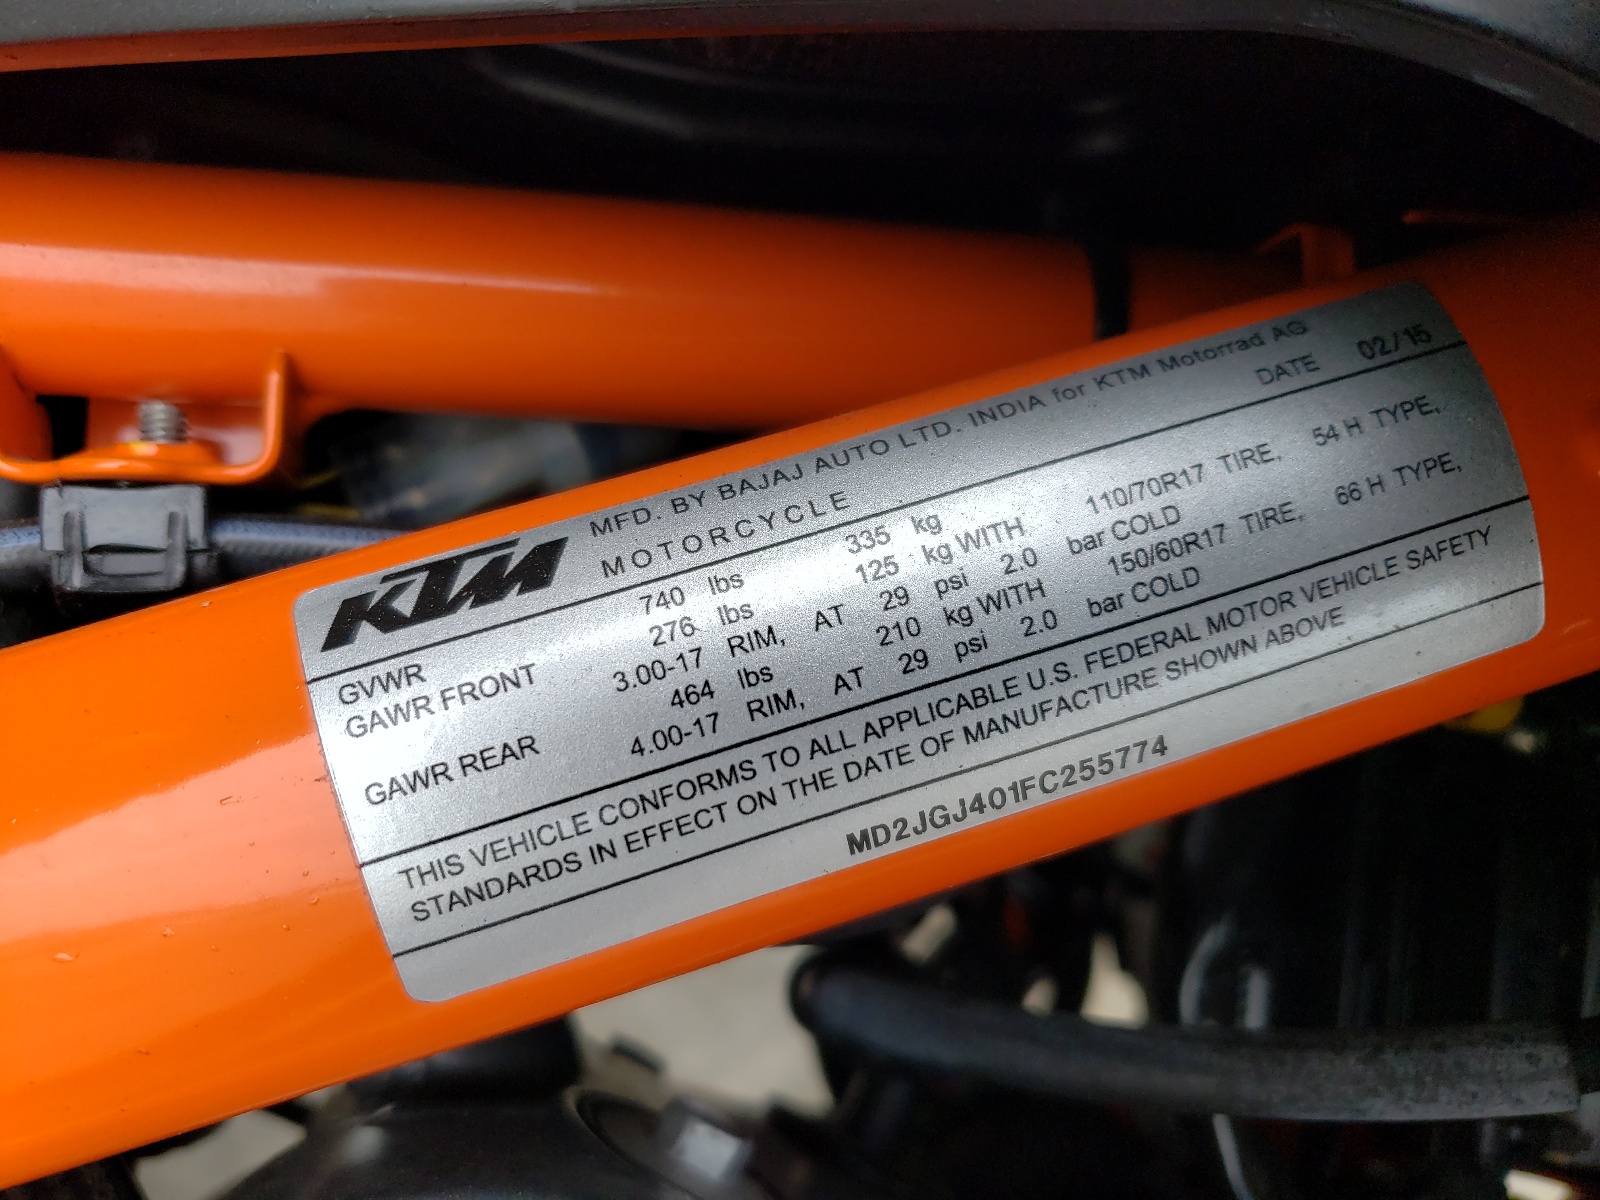 KTM
MFD. BY BAJAJ AUTO LTD. INDIA for KTM Motorrad AG
MOTORCYCLE DATE 02/15
GVWR 740 lbs 335 kg
GAWR FRONT 276 lbs 125 kg WITH 110/70R17 TIRE, 54 H TYPE,
3.00-17 RIM, AT 29 psi 2.0 bar COLD
GAWR REAR 464 lbs 210 kg WITH 150/60R17 TIRE, 66 H TYPE,
4.00-17 RIM, AT 29 psi 2.0 bar COLD
THIS VEHICLE CONFORMS TO ALL APPLICABLE U.S. FEDERAL MOTOR VEHICLE SAFETY
STANDARDS IN EFFECT ON THE DATE OF MANUFACTURE SHOWN ABOVE
MD2JGJ401FC255774